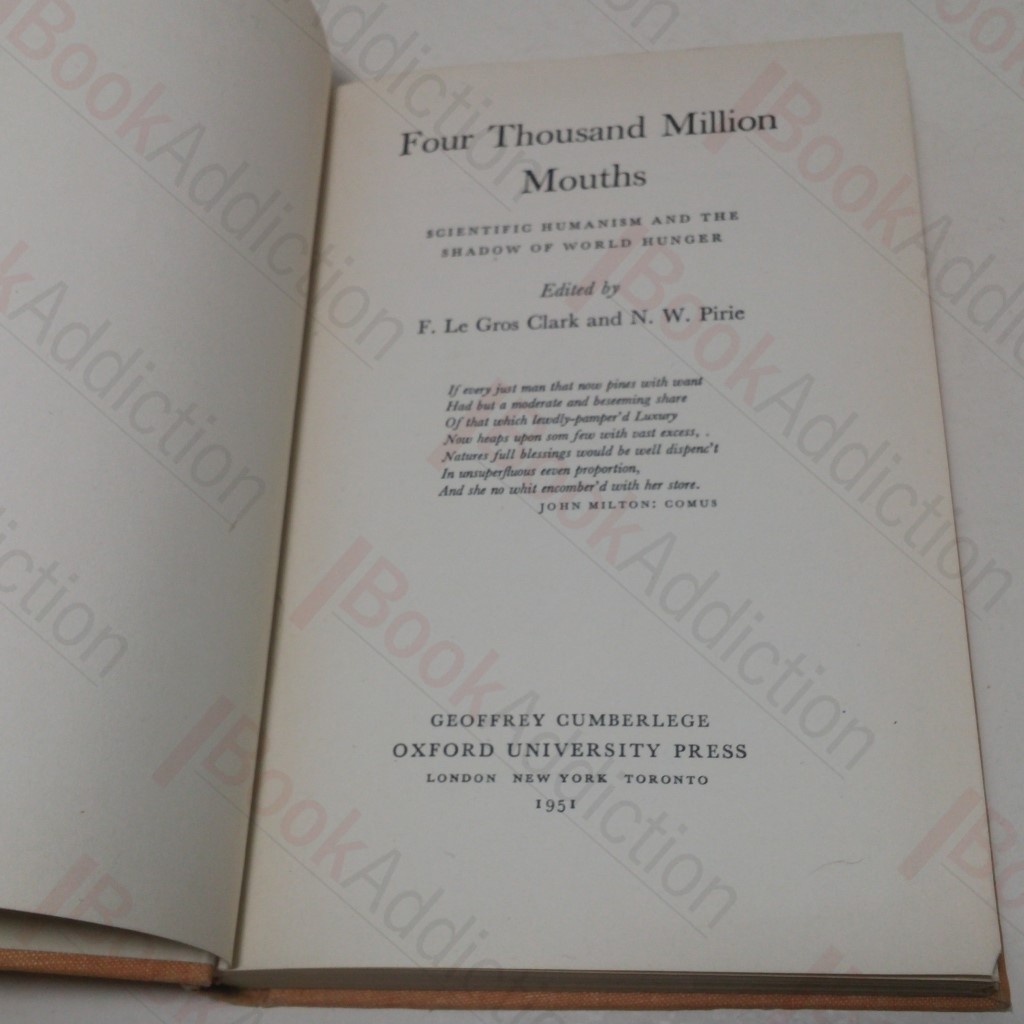 Four Thousand Million
Mouths
SCIENTIFIC HUMANISM AND THE
SHADOW OF WORLD HUNGER
Edited by
F. Le Gros Clark and N. W. Pirie
If every just man that now pines with want
Had but a moderate and beseeming share
Of that which lewdly-pamper'd Luxury
Now heaps upon som few with vast excess, .
Natures full blessings would be well dispenc't
In unsuperfluous eeven proportion,
And she no whit encomber'd with her store.
JOHN MILTON: COMUS
GEOFFREY CUMBERLEGE
OXFORD UNIVERSITY PRESS
LONDON NEW YORK TORONTO
1951
BookAddiction